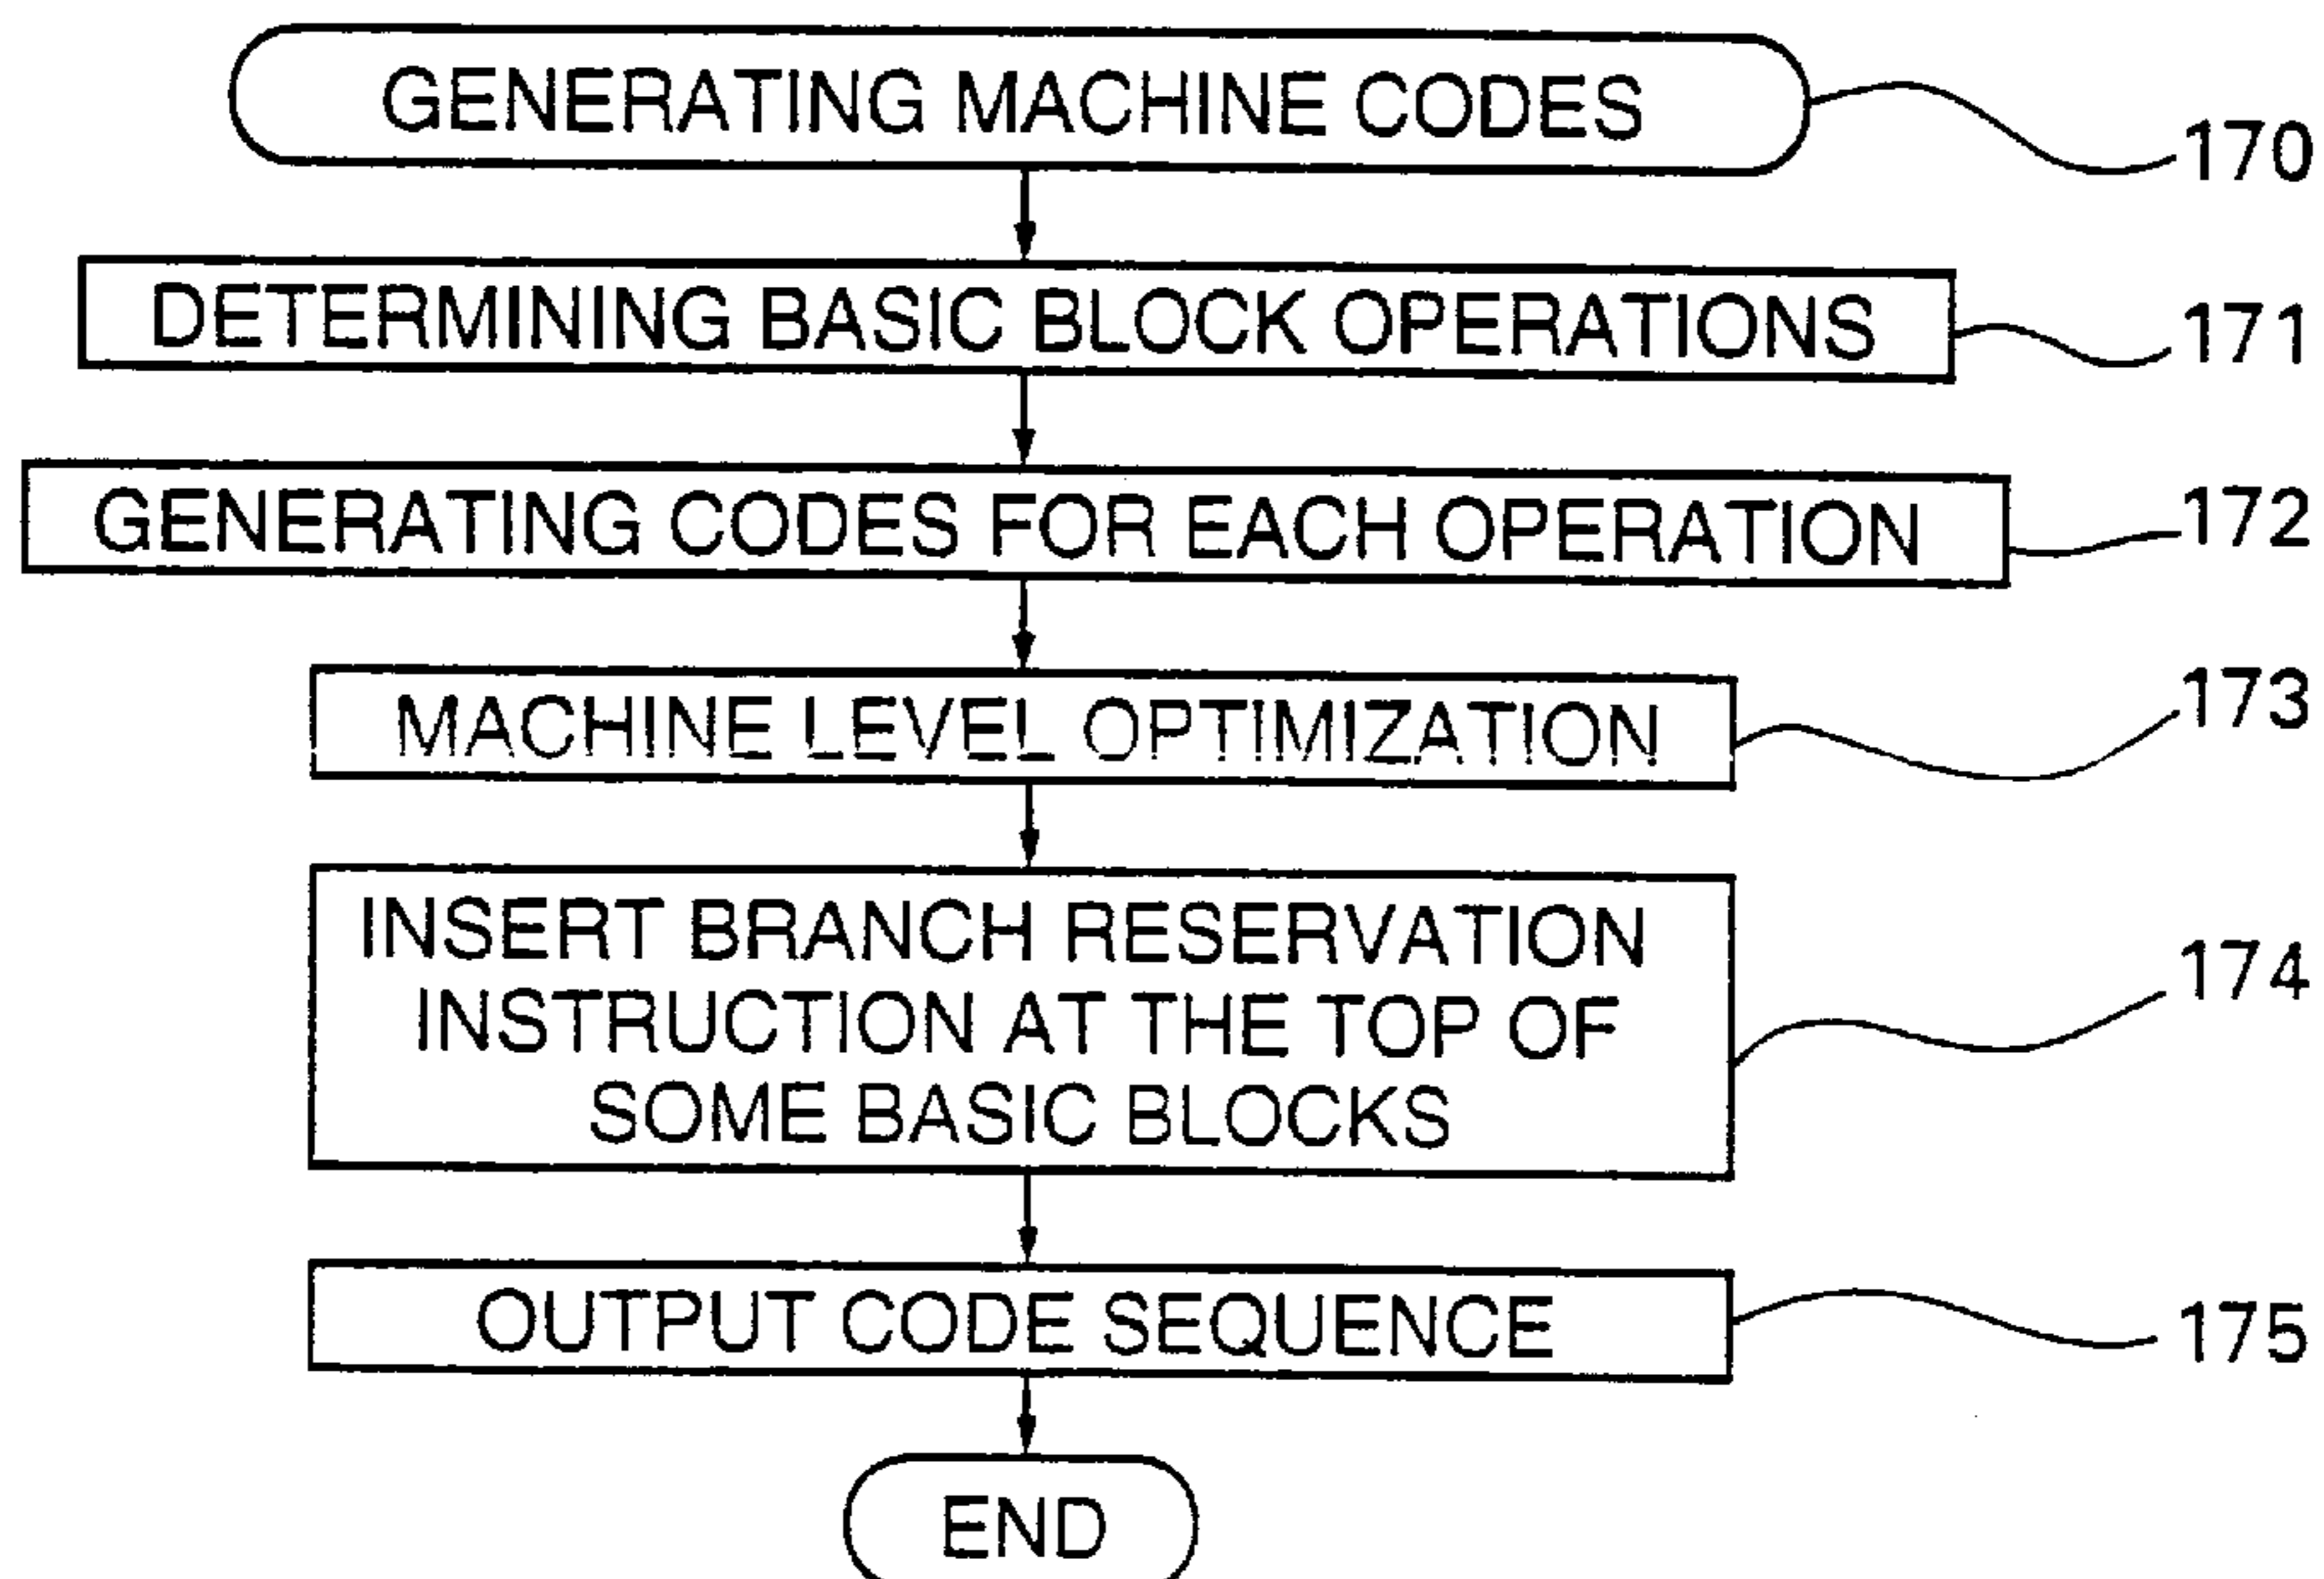 GENERATING MACHINE CODES
170
DETERMINING BASIC BLOCK OPERATIONS
171
GENERATING CODES FOR EACH OPERATION
172
MACHINE LEVEL OPTIMIZATION
173
INSERT BRANCH RESERVATION
INSTRUCTION AT THE TOP OF
SOME BASIC BLOCKS
174
OUTPUT CODE SEQUENCE
175
END